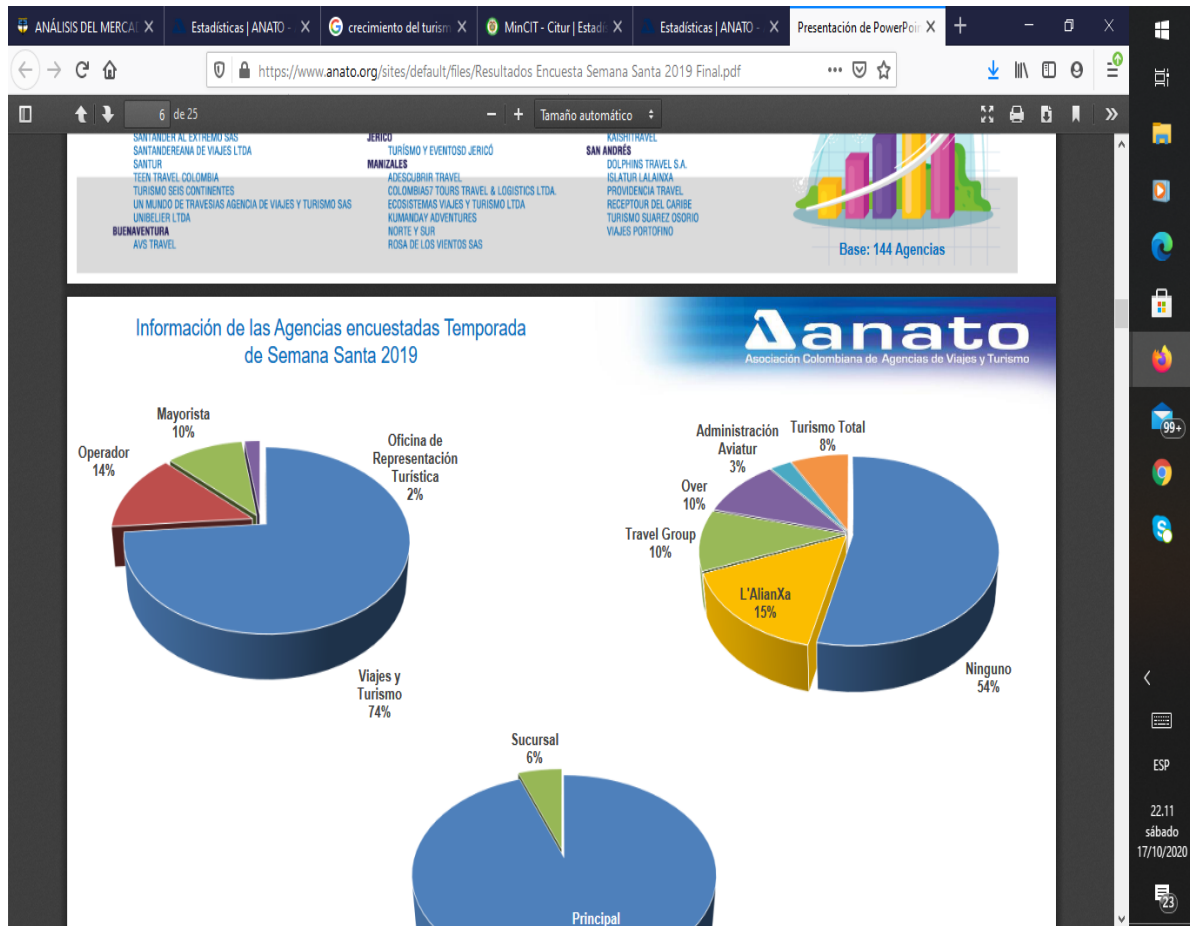 ANÁLISIS DEL MERCA
Estadísticas | ANATO -
crecimiento del turism
MinCIT - Citur | Estadí
Estadísticas | ANATO -
Presentación de PowerPoin
https://www.anato.org/sites/default/files/Resultados Encuesta Semana Santa 2019 Final.pdf
6 de 25
Tamaño automático
SANTANDER AL EXTREMO SAS
SANTANDEREANA DE VIAJES LTDA
SANTUR
TEEN TRAVEL COLOMBIA
TURISMO SEIS CONTINENTES
UN MUNDO DE TRAVESIAS AGENCIA DE VIAJES Y TURISMO SAS
UNIBELIER LTDA
BUENAVENTURA
AVS TRAVEL
JERICO
TURÍSMO Y EVENTOSD JERICÓ
MANIZALES
ADESCUBRIR TRAVEL
COLOMBIA57 TOURS TRAVEL & LOGISTICS LTDA.
ECOSISTEMAS VIAJES Y TURISMO LTDA
KUMANDAY ADVENTURES
NORTE Y SUR
ROSA DE LOS VIENTOS SAS
KAISHITRAVEL
SAN ANDRÉS
DOLPHINS TRAVEL S.A.
ISLATUR LALAINXA
PROVIDENCIA TRAVEL
RECEPTOUR DEL CARIBE
TURISMO SUAREZ OSORIO
VIAJES PORTOFINO
Base: 144 Agencias
Información de las Agencias encuestadas Temporada
de Semana Santa 2019
anato
Asociación Colombiana de Agencias de Viajes y Turismo
Mayorista
10%
Operador
14%
Oficina de
Representación
Turística
2%
Viajes y
Turismo
74%
Administración
Aviatur
3%
Turismo Total
8%
Over
10%
Travel Group
10%
L'AlianXa
15%
Ninguno
54%
Sucursal
6%
Principal
99+
ESP
22.11
sábado
17/10/2020
23